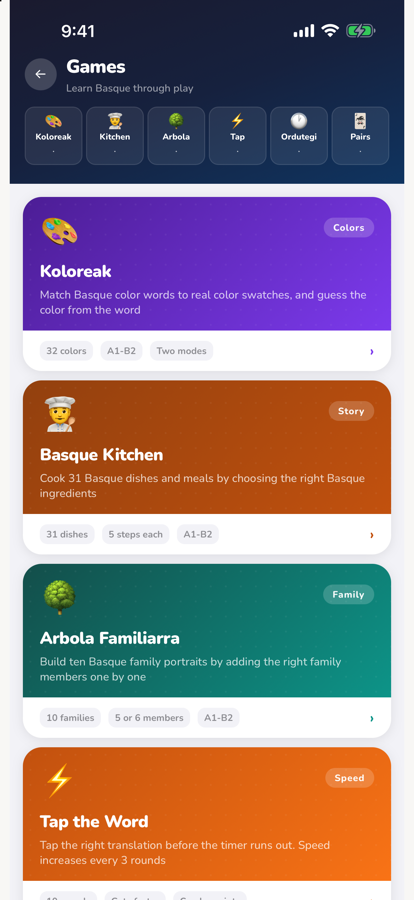 9:41
←
Games
Learn Basque through play
Koloreak
Kitchen
Arbola
Tap
Ordutegi
Pairs
Colors
Koloreak
Match Basque color words to real color swatches, and guess the
color from the word
32 colors
A1-B2
Two modes
›
Story
Basque Kitchen
Cook 31 Basque dishes and meals by choosing the right Basque
ingredients
31 dishes
5 steps each
A1-B2
›
Family
Arbola Familiarra
Build ten Basque family portraits by adding the right family
members one by one
10 families
5 or 6 members
A1-B2
›
Speed
Tap the Word
Tap the right translation before the timer runs out. Speed
increases every 3 rounds